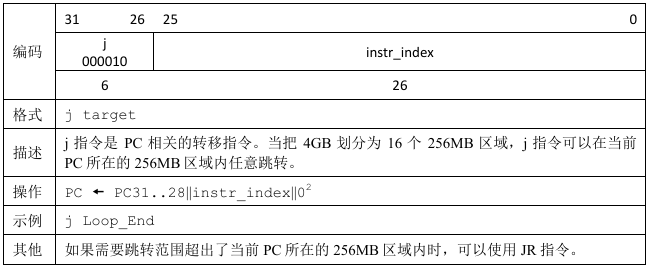 编码
31 26 25 0
j
000010
instr_index
6 26
格式 j target
描述 j 指令是 PC 相关的转移指令。当把 4GB 划分为 16 个 256MB 区域，j 指令可以在当前
PC 所在的 256MB 区域内任意跳转。
操作 PC ← PC31..28||instr_index||0²
示例 j Loop_End
其他 如果需要跳转范围超出了当前 PC 所在的 256MB 区域内时，可以使用 JR 指令。